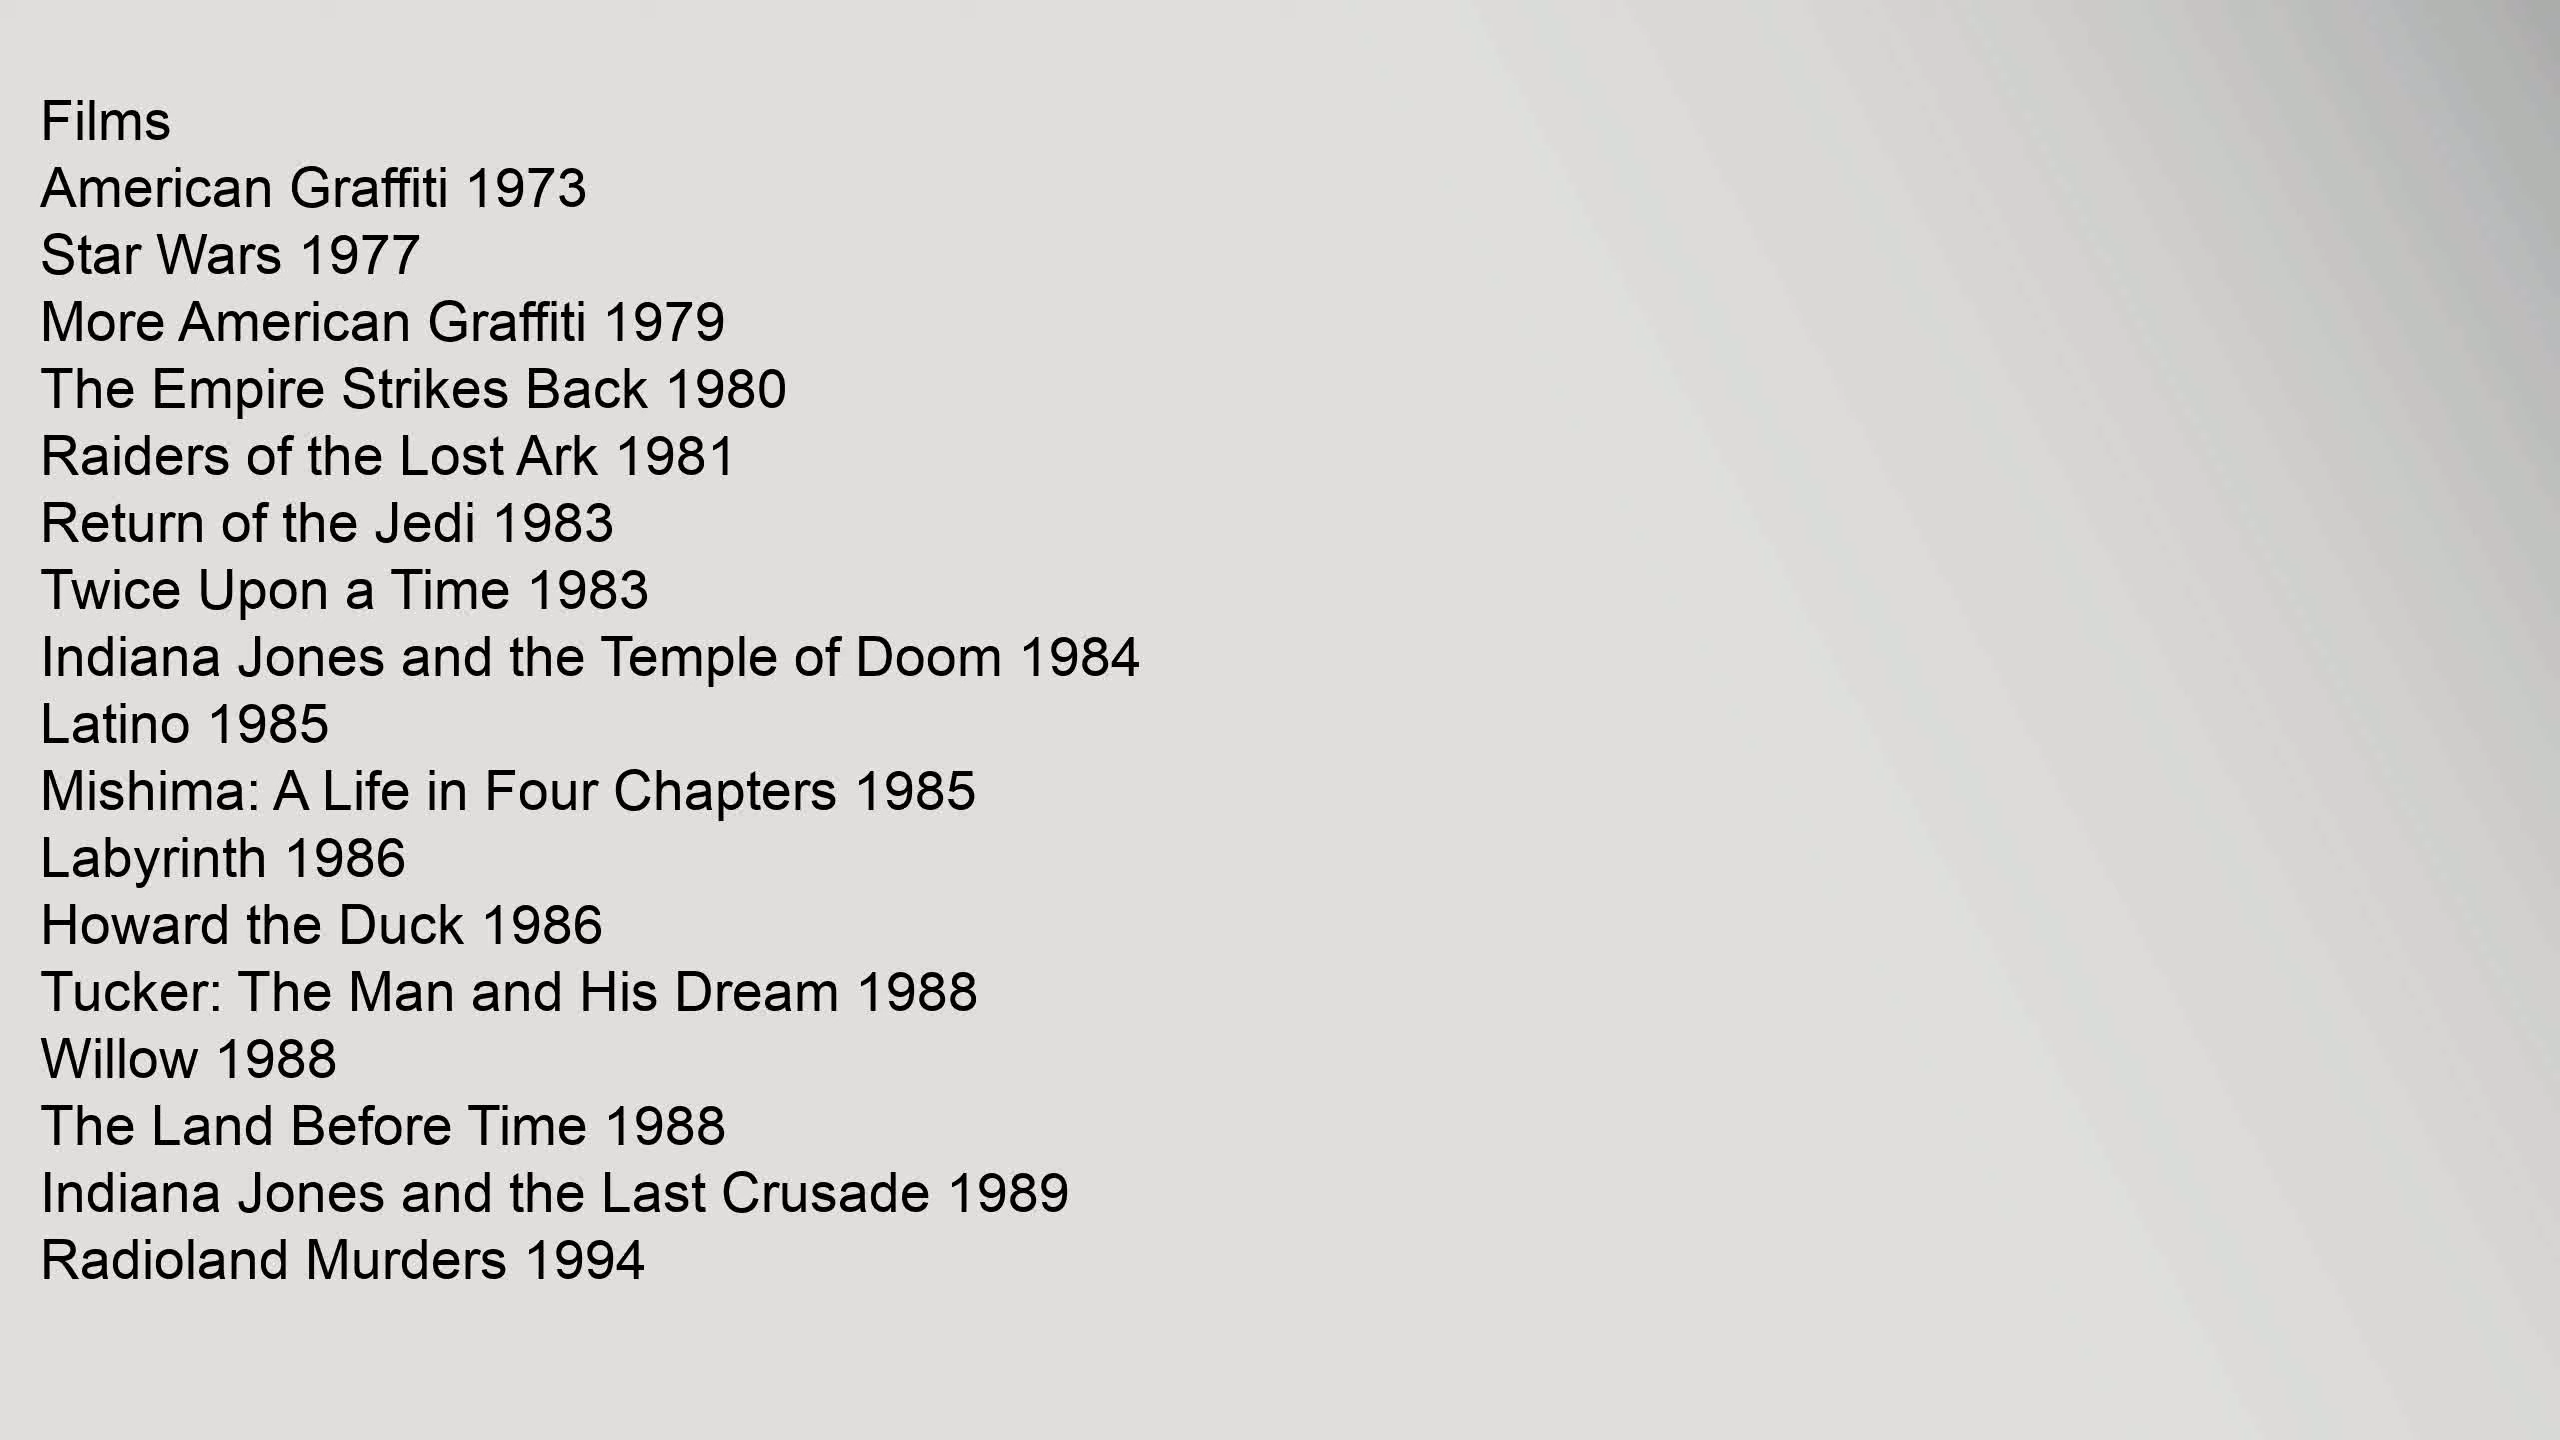 Films
American Graffiti 1973
Star Wars 1977
More American Graffiti 1979
The Empire Strikes Back 1980
Raiders of the Lost Ark 1981
Return of the Jedi 1983
Twice Upon a Time 1983
Indiana Jones and the Temple of Doom 1984
Latino 1985
Mishima: A Life in Four Chapters 1985
Labyrinth 1986
Howard the Duck 1986
Tucker: The Man and His Dream 1988
Willow 1988
The Land Before Time 1988
Indiana Jones and the Last Crusade 1989
Radioland Murders 1994